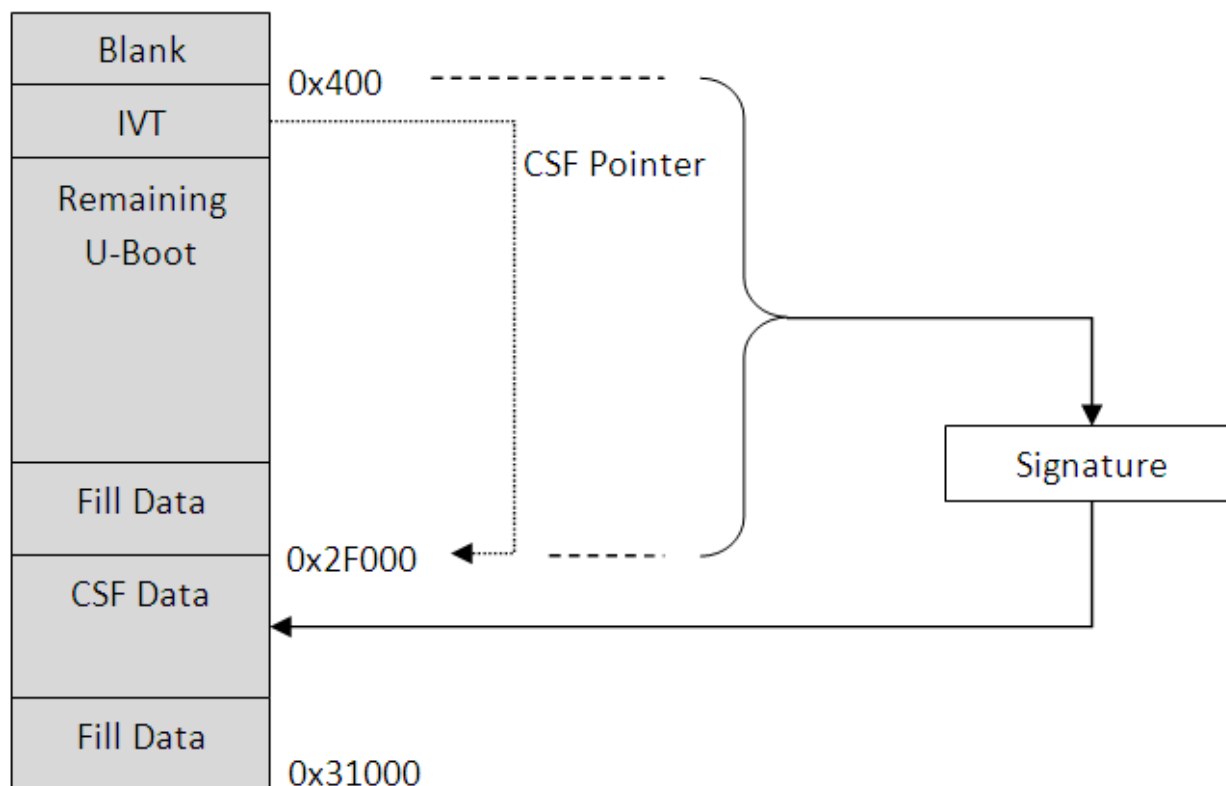 Blank
0x400
IVT
CSF Pointer
Remaining
U-Boot
Signature
Fill Data
0x2F000
CSF Data
Fill Data
0x31000